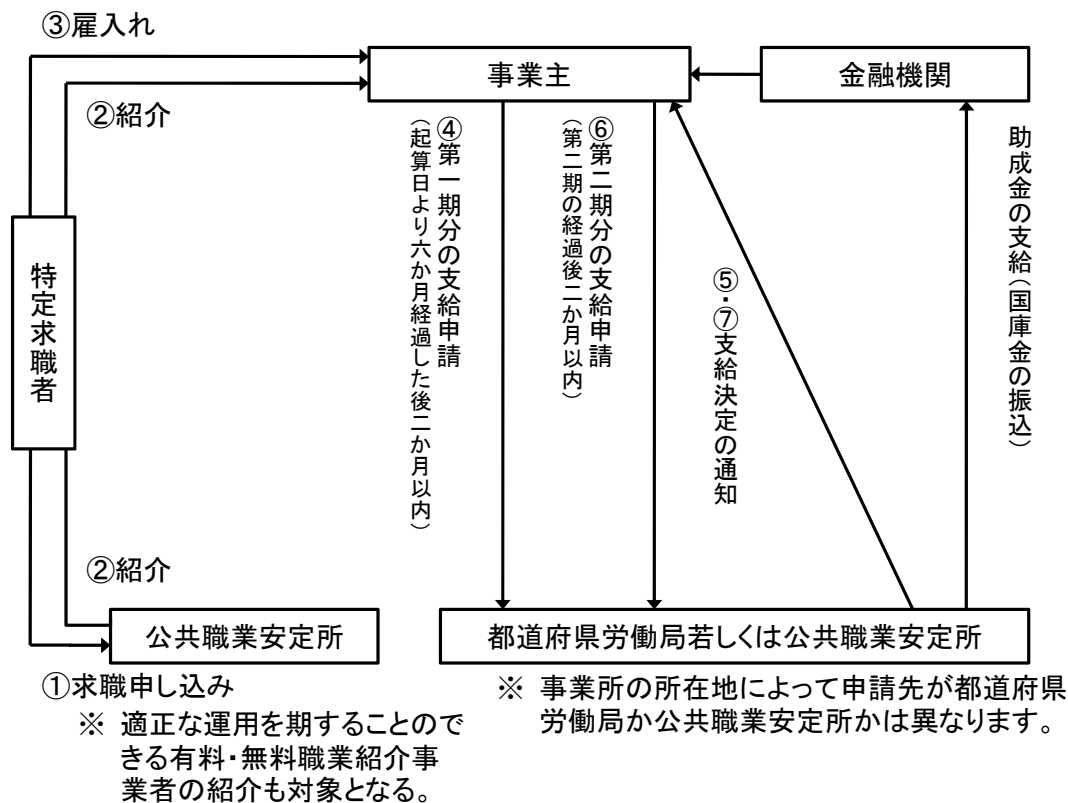 ③雇入れ
事業主
金融機関
②紹介
④第一期分の支給申請
（起算日より六か月経過した後二か月以内）
⑥第二期分の支給申請
（第二期の経過後二か月以内）
⑤・⑦支給決定の通知
助成金の支給（国庫金の振込）
特定求職者
②紹介
公共職業安定所
都道府県労働局若しくは公共職業安定所
①求職申し込み
※ 適正な運用を期することので
きる有料・無料職業紹介事
業者の紹介も対象となる。
※ 事業所の所在地によって申請先が都道府県
労働局か公共職業安定所かは異なります。